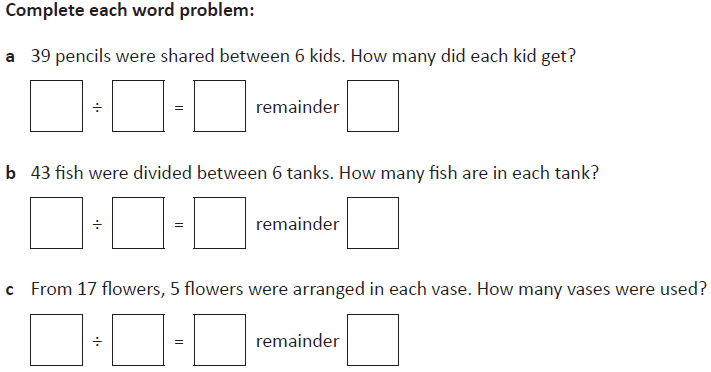 Complete each word problem:
a 39 pencils were shared between 6 kids. How many did each kid get?
÷ = remainder
b 43 fish were divided between 6 tanks. How many fish are in each tank?
÷ = remainder
c From 17 flowers, 5 flowers were arranged in each vase. How many vases were used?
÷ = remainder